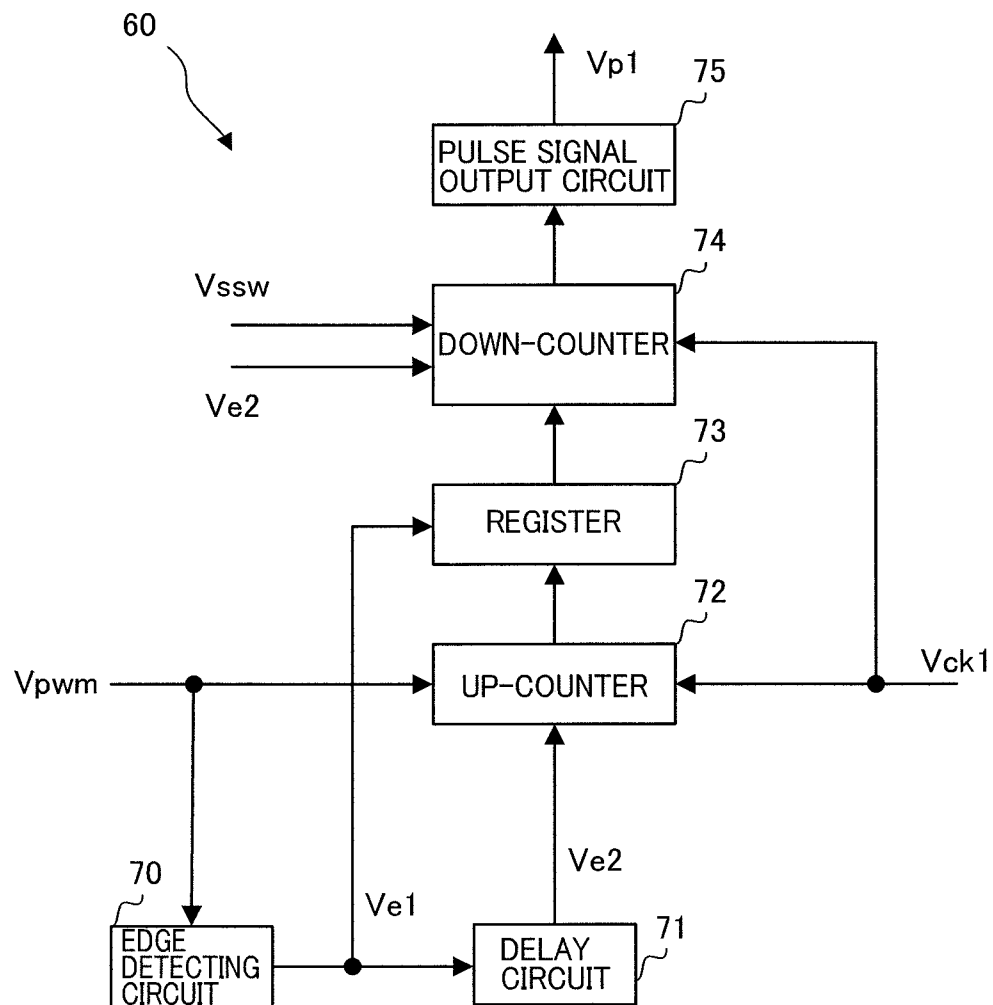 60
Vp1
75
PULSE SIGNAL
OUTPUT CIRCUIT
74
Vssw
DOWN-COUNTER
Ve2
73
REGISTER
72
Vpwm
UP-COUNTER
Vck1
Ve2
70
Ve1
71
EDGE
DETECTING
CIRCUIT
DELAY
CIRCUIT